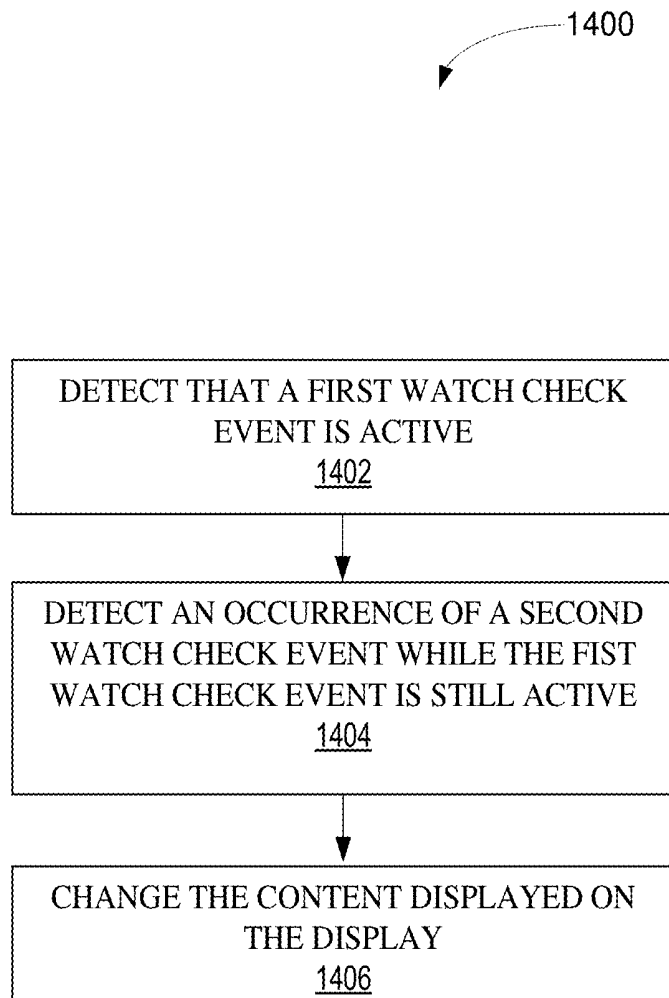 1400
DETECT THAT A FIRST WATCH CHECK
EVENT IS ACTIVE
1402
DETECT AN OCCURRENCE OF A SECOND
WATCH CHECK EVENT WHILE THE FIST
WATCH CHECK EVENT IS STILL ACTIVE
1404
CHANGE THE CONTENT DISPLAYED ON
THE DISPLAY
1406